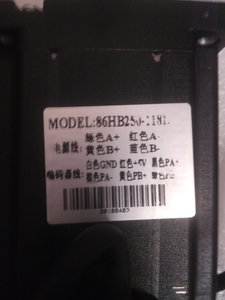 MODEL:86HB250-118
绿色A+ 红色A-
电源线:
黄色B+ 蓝色B-
白色GND 红色+5V 黑色PA+
编码器线:
棕色PA- 黄色PB+